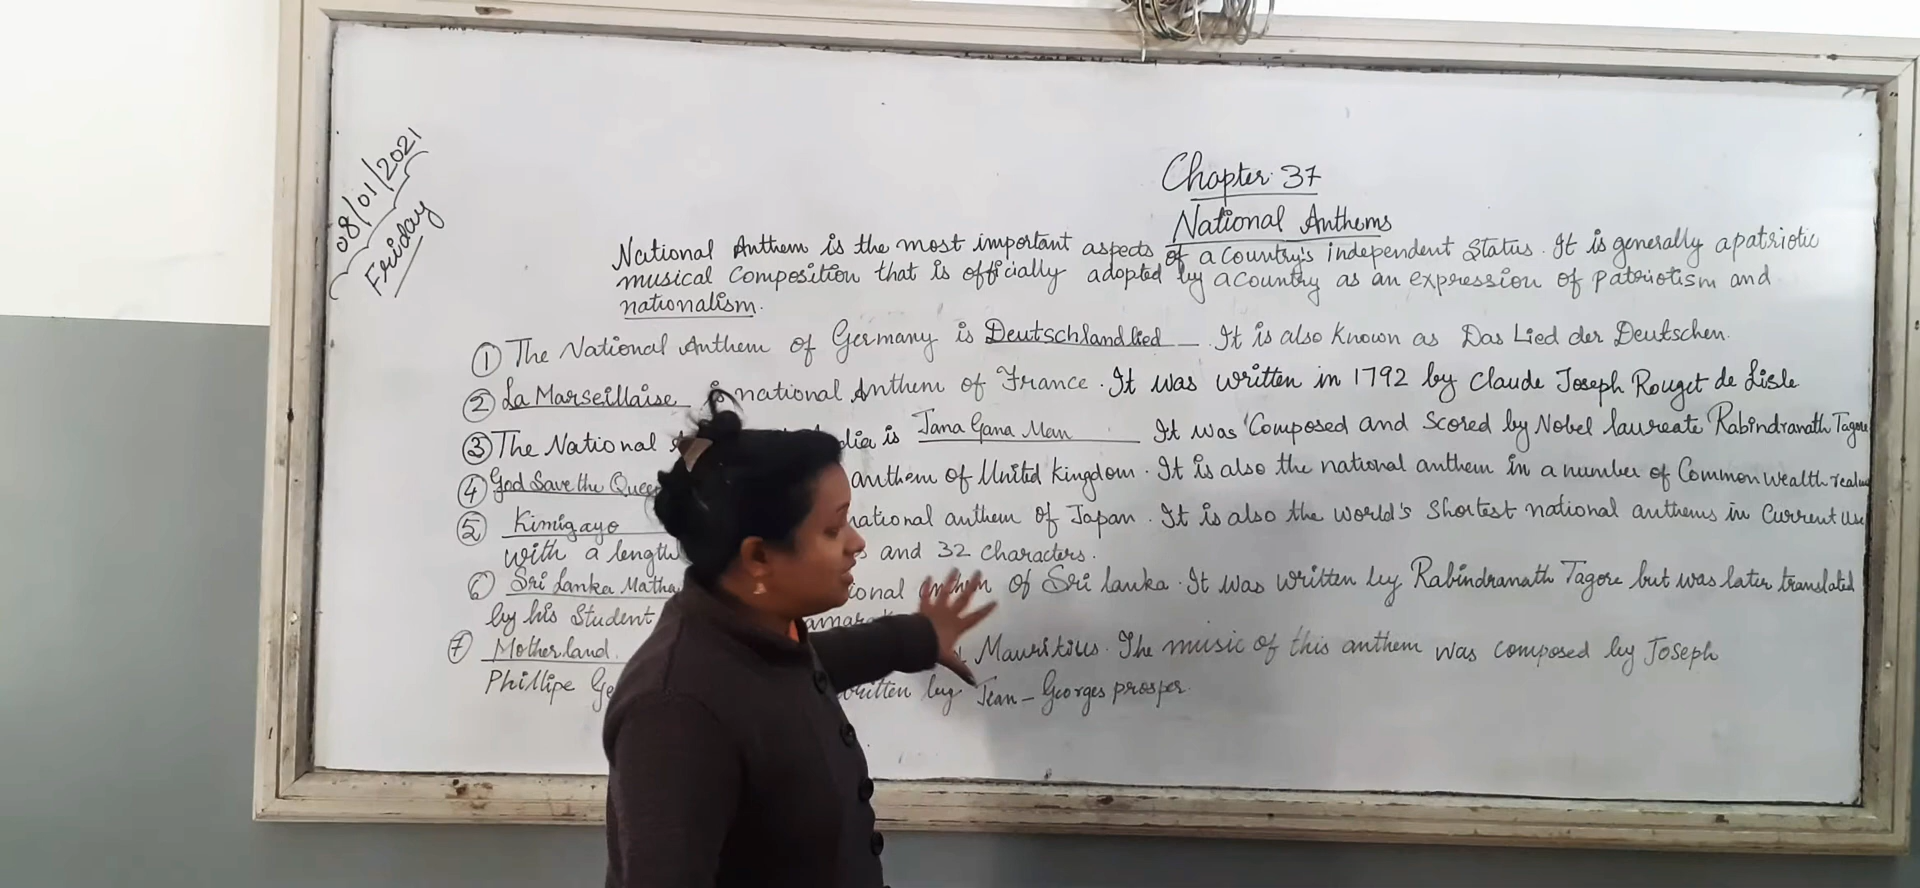 08/01/2021
Friday
Chapter 37
National Anthems
National Anthem is the most important aspects of a Country's independent Status. It is generally a patriotic
musical composition that is officially adopted by a country as an expression of patriotism and
nationalism.
① The National Anthem of Germany is Deutschlandlied. It is also known as Das Lied der Deutschen.
② La Marseillaise is national Anthem of France. It was written in 1792 by Claude Joseph Rouget de Lisle
③ The National dia is Jana Gana Man It was Composed and Scored by Nobel laureate Rabindranath Tagore
④ God Save the Queen anthem of United Kingdom. It is also the national anthem in a number of Common wealth realm
⑤ Kimigayo national anthem of Japan. It is also the world's Shortest national anthems in Current Use
with a length and 32 characters.
⑥ Sri Lanka Matha tional anthem of Sri lanka. It was written by Rabindranath Tagore but was later translated
by his Student
⑦ Motherland Mauritius. The music of this anthem was composed by Joseph
Phillipe Ge written by Jean - Georges prosper.